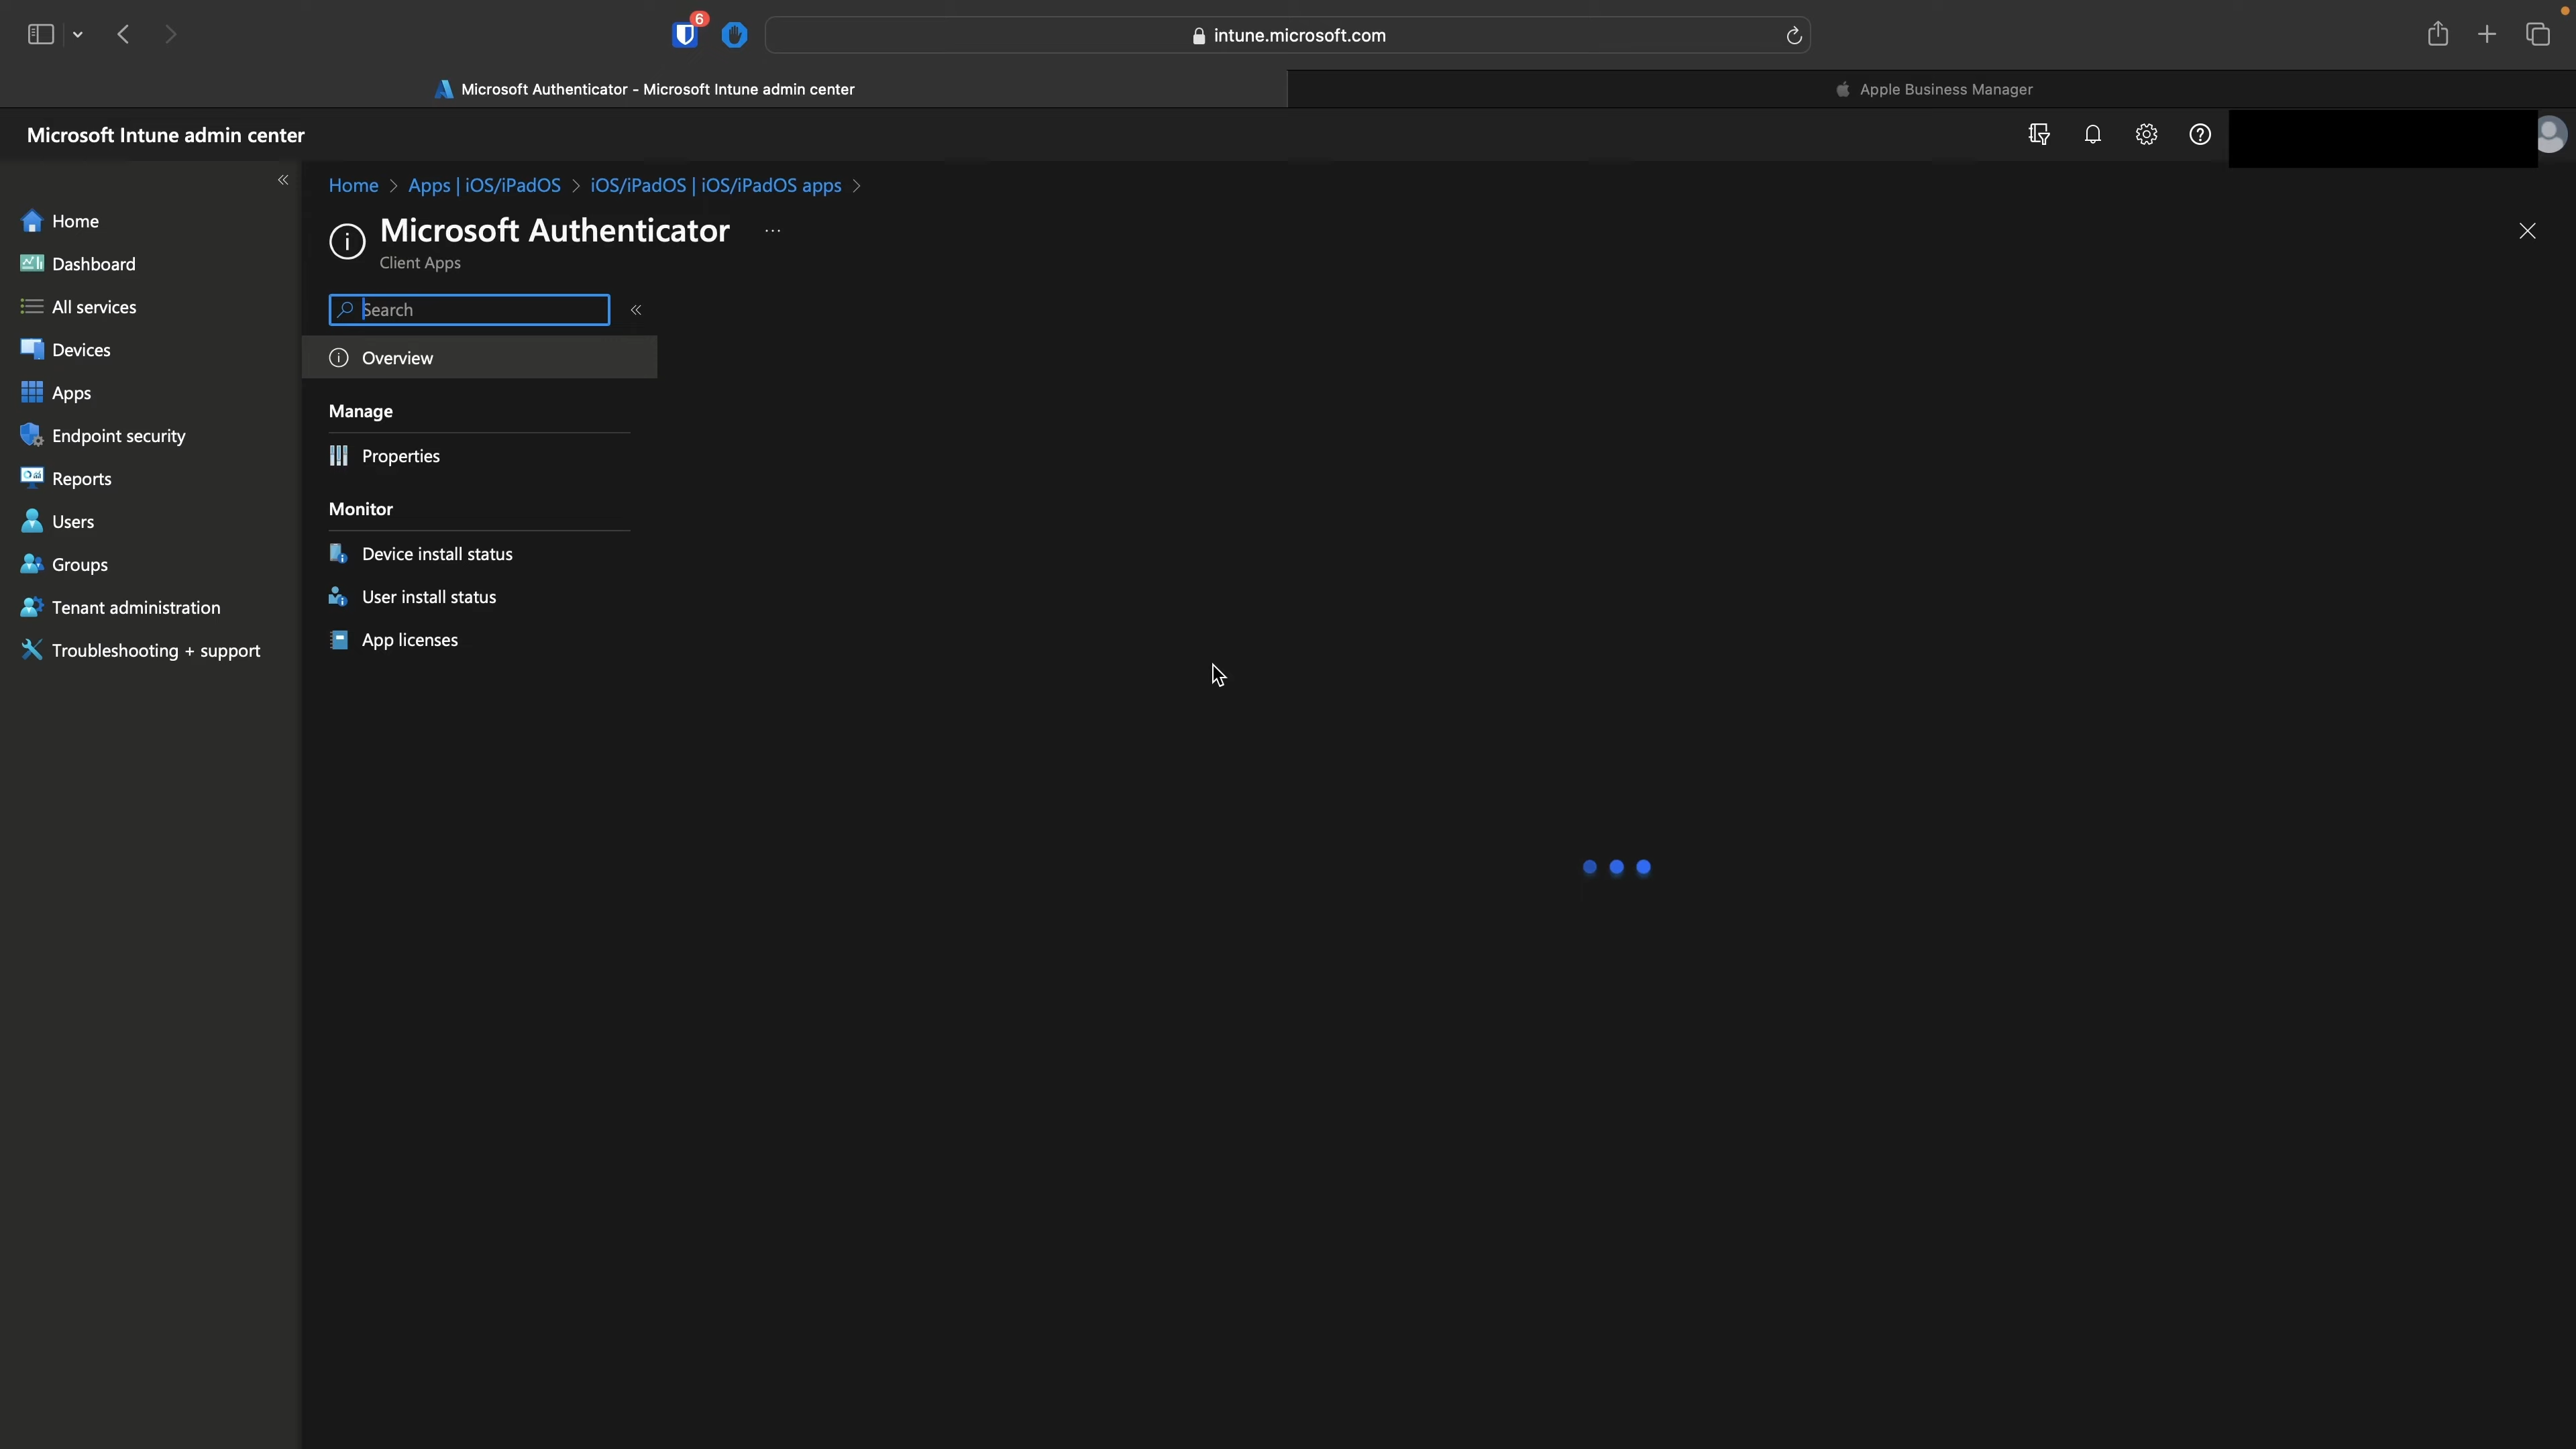 6
intune.microsoft.com
Microsoft Authenticator - Microsoft Intune admin center
Apple Business Manager
Microsoft Intune admin center
Home > Apps | iOS/iPadOS > iOS/iPadOS | iOS/iPadOS apps >
Microsoft Authenticator ...
Client Apps
Search
Overview
Manage
Properties
Monitor
Device install status
User install status
App licenses
Home
Dashboard
All services
Devices
Apps
Endpoint security
Reports
Users
Groups
Tenant administration
Troubleshooting + support